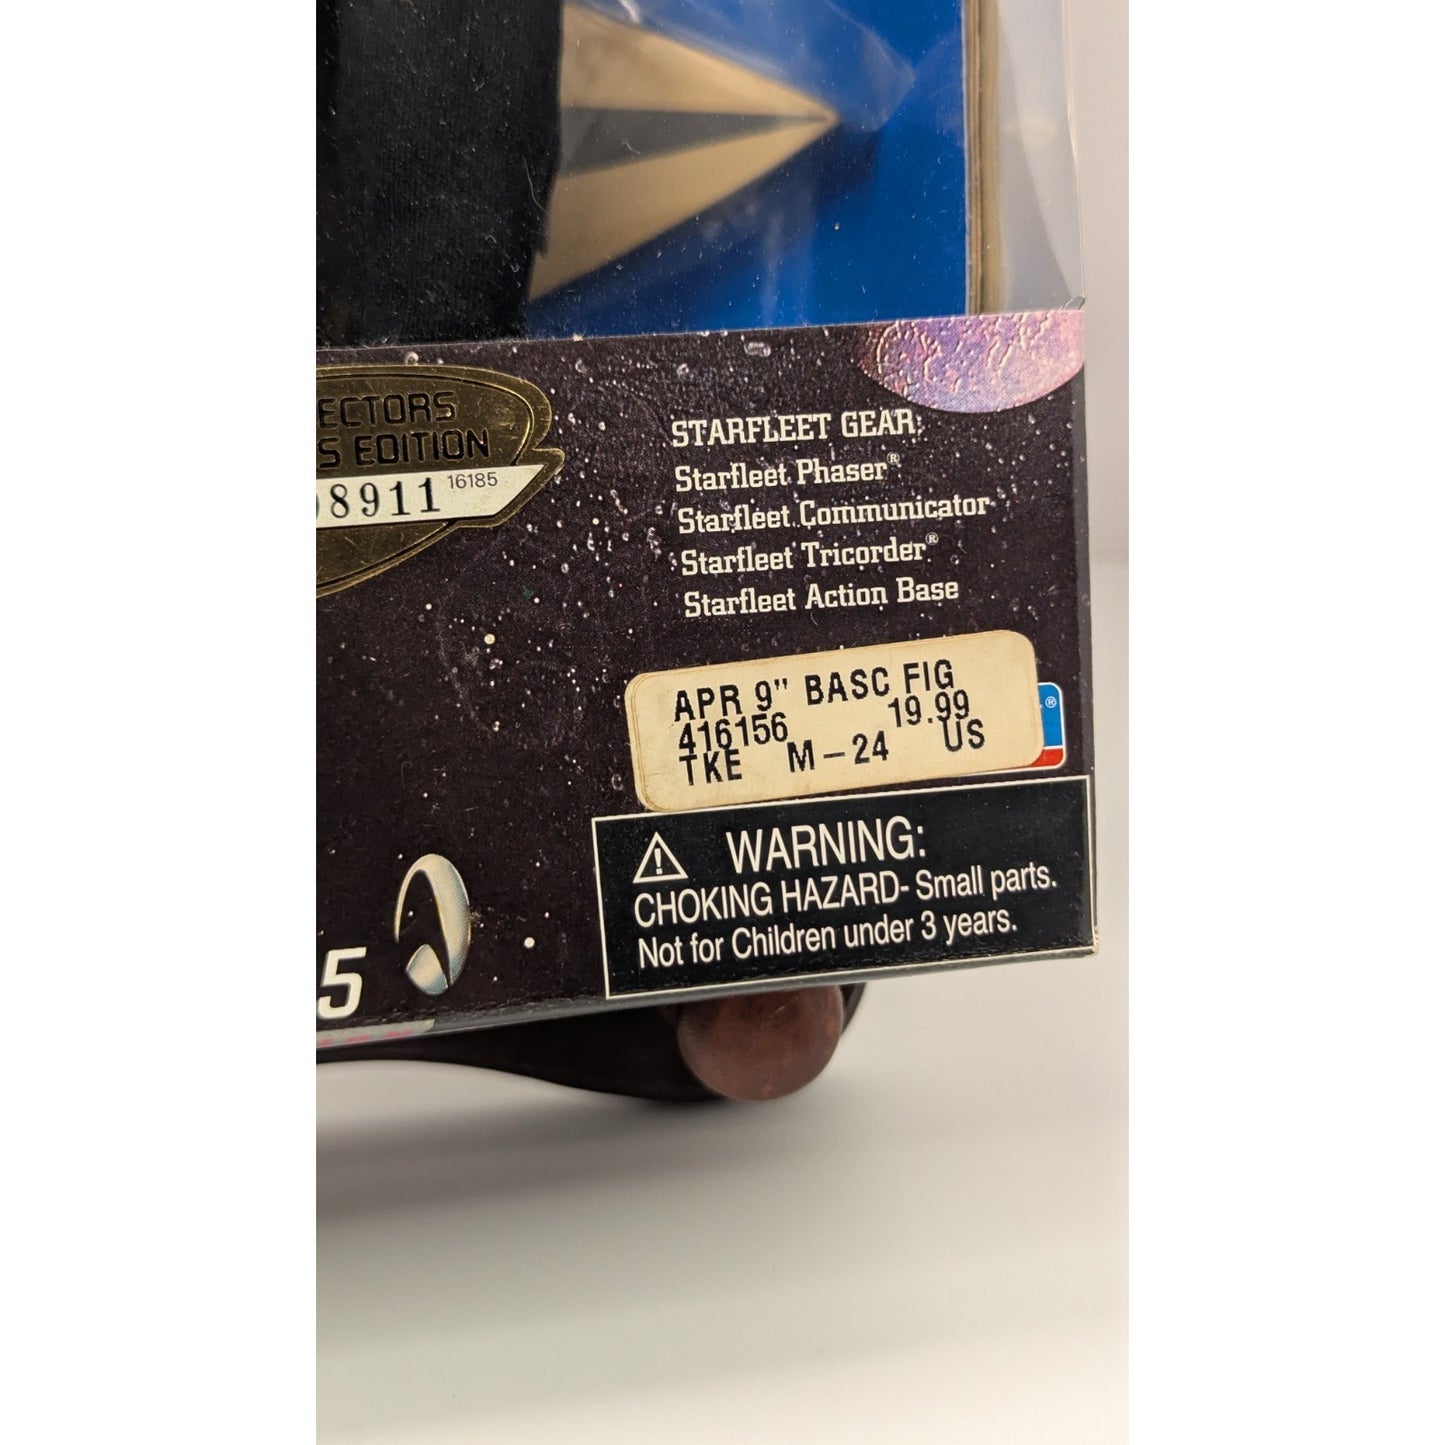 ECTORS
S EDITION
8911 16185
STARFLEET GEAR:
Starfleet Phaser®
Starfleet Communicator
Starfleet Tricorder®
Starfleet Action Base
APR 9" BASC FIG
416156 19.99
TKE M-24 US
®
⚠ WARNING:
CHOKING HAZARD- Small parts.
Not for Children under 3 years.
5